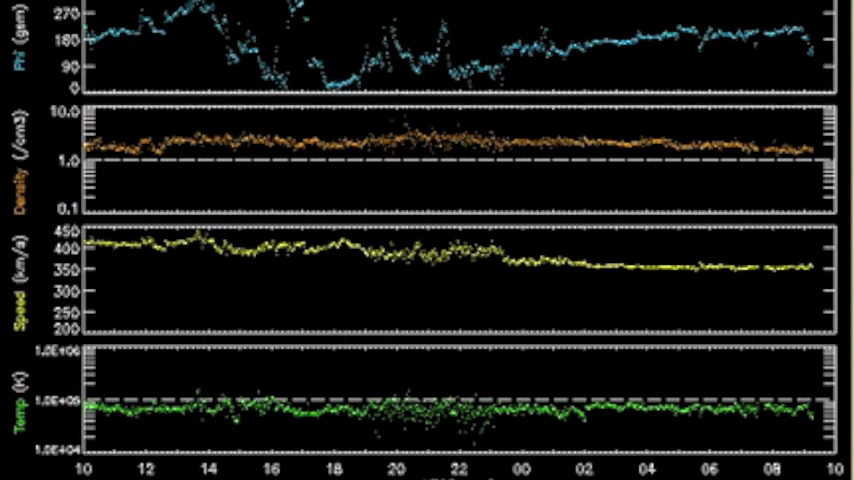 Phi (gsm)
270
180
90
0
Density (/cm3)
10.0
1.0
0.1
Speed (km/s)
450
400
350
300
250
200
Temp (K)
1.0E+06
1.0E+05
1.0E+04
10 12 14 16 18 20 22 00 02 04 06 08 10